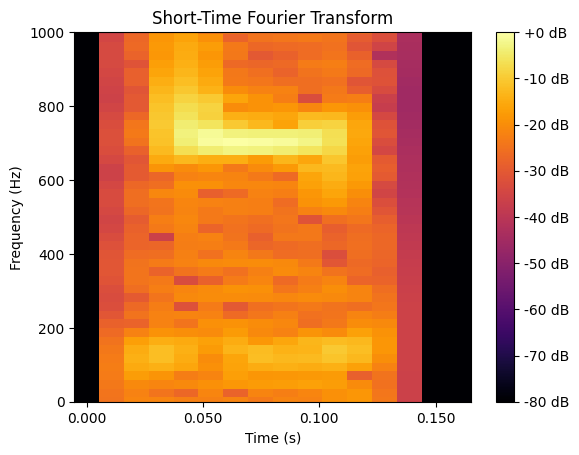 Short-Time Fourier Transform
Frequency (Hz)
1000
800
600
400
200
0
0.000
0.050
0.100
0.150
Time (s)
+0 dB
-10 dB
-20 dB
-30 dB
-40 dB
-50 dB
-60 dB
-70 dB
-80 dB